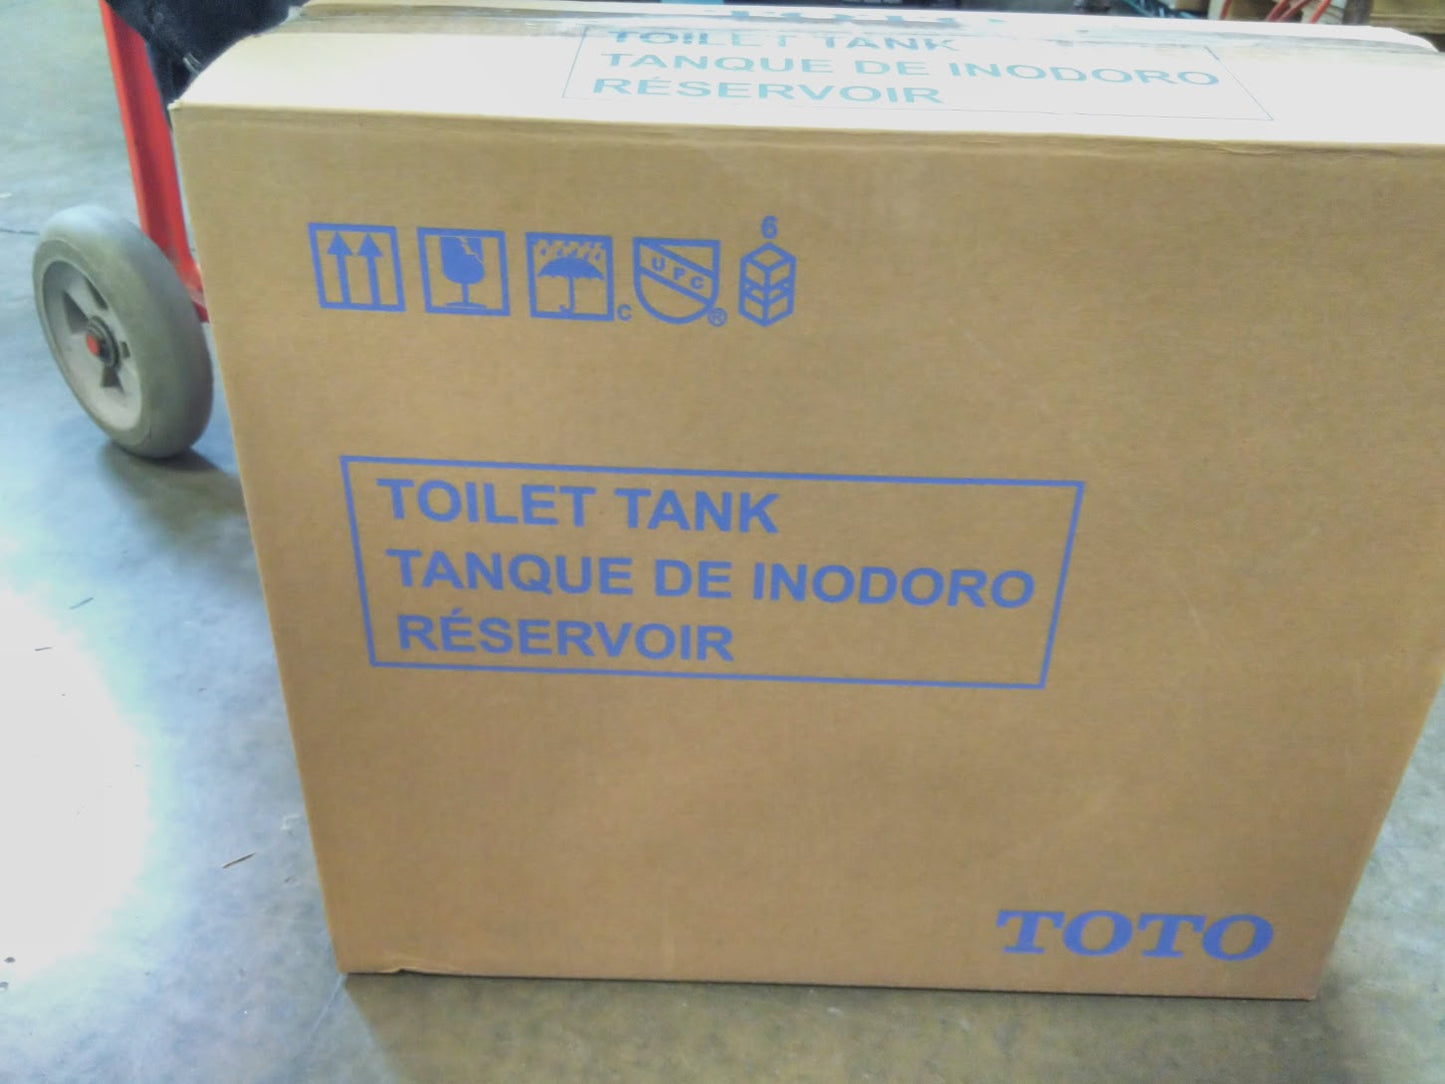 TOILET TANK
TANQUE DE INODORO
RÉSERVOIR
6
C UPC ®
TOILET TANK
TANQUE DE INODORO
RÉSERVOIR
TOTO